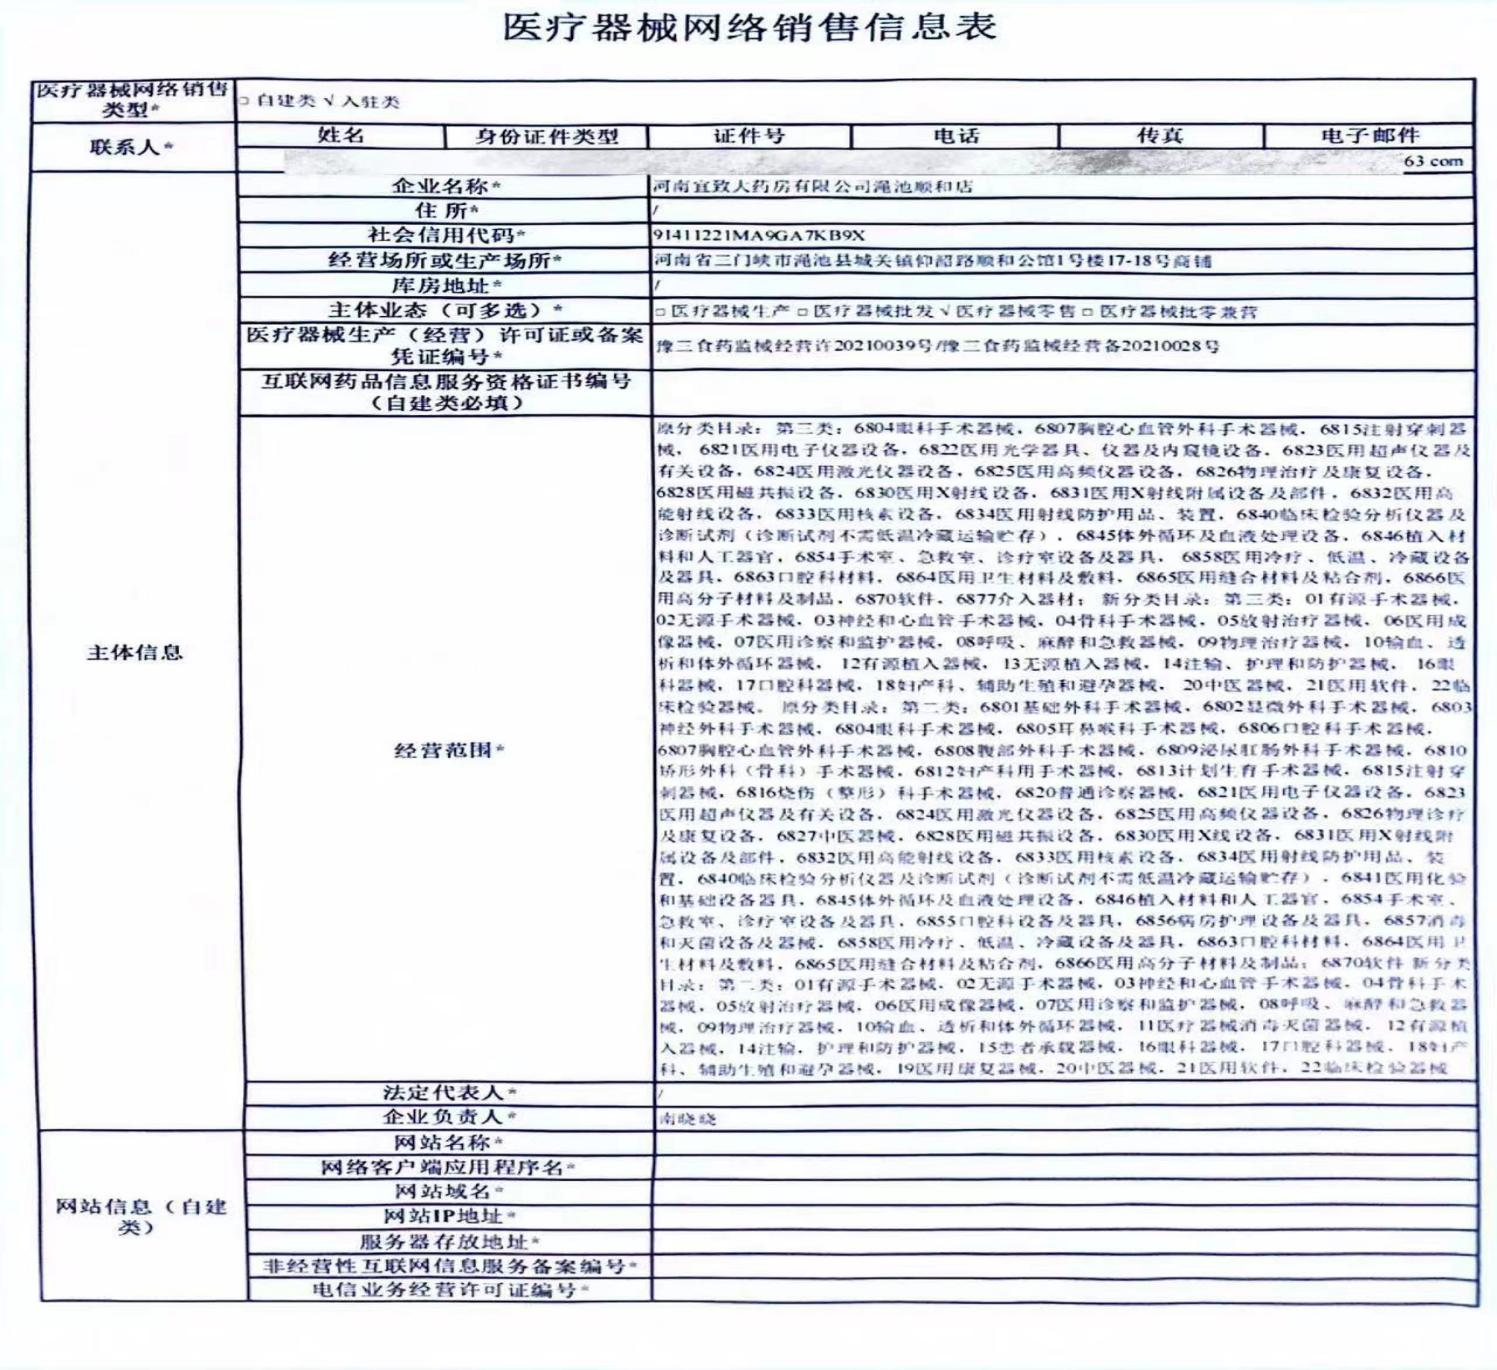 医疗器械网络销售信息表
医疗器械网络销售
类型*
□ 自建类 √ 入驻类
联系人*
姓名
身份证件类型
证件号
电话
传真
电子邮件
63 com
主体信息
企业名称*
河南宜致大药房有限公司渑池顺和店
住 所*
/
社会信用代码*
91411221MA9GA7KB9X
经营场所或生产场所*
河南省三门峡市渑池县城关镇仰韶路顺和公馆1号楼17-18号商铺
库房地址*
/
主体业态（可多选）*
□ 医疗器械生产 □ 医疗器械批发 √ 医疗器械零售 □ 医疗器械批零兼营
医疗器械生产（经营）许可证或备案
凭证编号*
豫三食药监械经营许20210039号/豫三食药监械经营备20210028号
互联网药品信息服务资格证书编号
（自建类必填）
经营范围*
原分类目录：第三类：6804眼科手术器械，6807胸腔心血管外科手术器械，6815注射穿刺器
械，6821医用电子仪器设备，6822医用光学器具、仪器及内窥镜设备，6823医用超声仪器及
有关设备，6824医用激光仪器设备，6825医用高频仪器设备，6826物理治疗及康复设备，
6828医用磁共振设备，6830医用X射线设备，6831医用X射线附属设备及部件，6832医用高
能射线设备，6833医用核素设备，6834医用射线防护用品、装置，6840临床检验分析仪器及
诊断试剂（诊断试剂不需低温冷藏运输贮存），6845体外循环及血液处理设备，6846植入材
料和人工器官，6854手术室、急救室、诊疗室设备及器具，6858医用冷疗、低温、冷藏设备
及器具，6863口腔科材料，6864医用卫生材料及敷料，6865医用缝合材料及粘合剂，6866医
用高分子材料及制品，6870软件，6877介入器材；新分类目录：第三类：01有源手术器械，
02无源手术器械，03神经和心血管手术器械，04骨科手术器械，05放射治疗器械，06医用成
像器械，07医用诊察和监护器械，08呼吸、麻醉和急救器械，09物理治疗器械，10输血、透
析和体外循环器械，12有源植入器械，13无源植入器械，14注输、护理和防护器械，16眼
科器械，17口腔科器械，18妇产科、辅助生殖和避孕器械，20中医器械，21医用软件，22临
床检验器械。原分类目录：第二类：6801基础外科手术器械，6802显微外科手术器械，6803
神经外科手术器械，6804眼科手术器械，6805耳鼻喉科手术器械，6806口腔科手术器械，
6807胸腔心血管外科手术器械，6808腹部外科手术器械，6809泌尿肛肠外科手术器械，6810
矫形外科（骨科）手术器械，6812妇产科用手术器械，6813计划生育手术器械，6815注射穿
刺器械，6816烧伤（整形）科手术器械，6820普通诊察器械，6821医用电子仪器设备，6823
医用超声仪器及有关设备，6824医用激光仪器设备，6825医用高频仪器设备，6826物理诊疗
及康复设备，6827中医器械，6828医用磁共振设备，6830医用X线设备，6831医用X射线附
属设备及部件，6832医用高能射线设备，6833医用核素设备，6834医用射线防护用品、装
置，6840临床检验分析仪器及诊断试剂（诊断试剂不需低温冷藏运输贮存），6841医用化验
和基础设备器具，6845体外循环及血液处理设备，6846植入材料和人工器官，6854手术室、
急救室、诊疗室设备及器具，6855口腔科设备及器具，6856病房护理设备及器具，6857消毒
和灭菌设备及器械，6858医用冷疗、低温、冷藏设备及器具，6863口腔科材料，6864医用卫
生材料及敷料，6865医用缝合材料及粘合剂，6866医用高分子材料及制品；6870软件 新分类
目录：第二类：01有源手术器械，02无源手术器械，03神经和心血管手术器械，04骨科手术
器械，05放射治疗器械，06医用成像器械，07医用诊察和监护器械，08呼吸、麻醉和急救器
械，09物理治疗器械，10输血、透析和体外循环器械，11医疗器械消毒灭菌器械，12有源植
入器械，14注输，护理和防护器械，15患者承载器械，16眼科器械，17口腔科器械，18妇产
科、辅助生殖和避孕器械，19医用康复器械，20中医器械，21医用软件，22临床检验器械
法定代表人*
/
企业负责人*
南晓晓
网站信息（自建
类）
网站名称*
网络客户端应用程序名*
网站域名*
网站IP地址*
服务器存放地址*
非经营性互联网信息服务备案编号*
电信业务经营许可证编号*